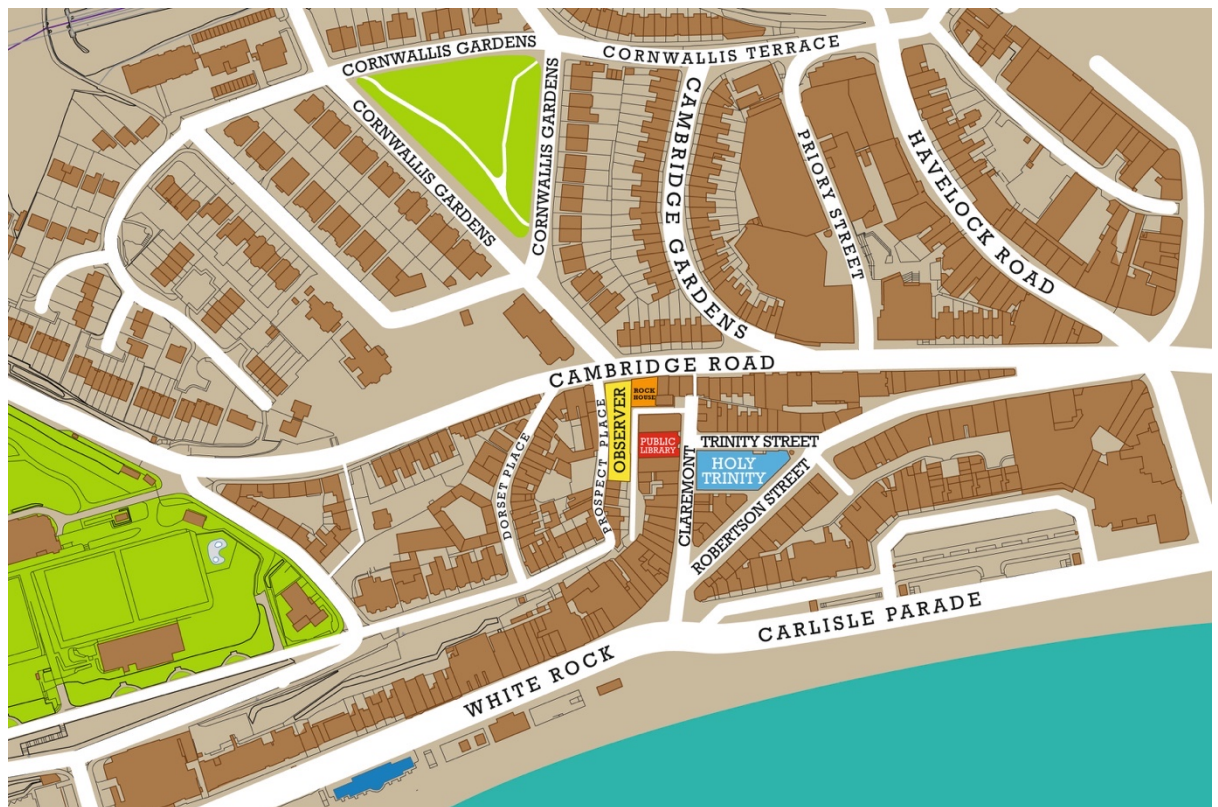 CORNWALLIS GARDENS
CORNWALLIS TERRACE
CORNWALLIS GARDENS
CORNWALLIS GARDENS
CAMBRIDGE GARDENS
PRIORY STREET
HAVELOCK ROAD
CAMBRIDGE ROAD
ROCK
HOUSE
OBSERVER
PROSPECT PLACE
DORSET PLACE
PUBLIC
LIBRARY
CLAREMONT
TRINITY STREET
HOLY
TRINITY
ROBERTSON STREET
CARLISLE PARADE
WHITE ROCK